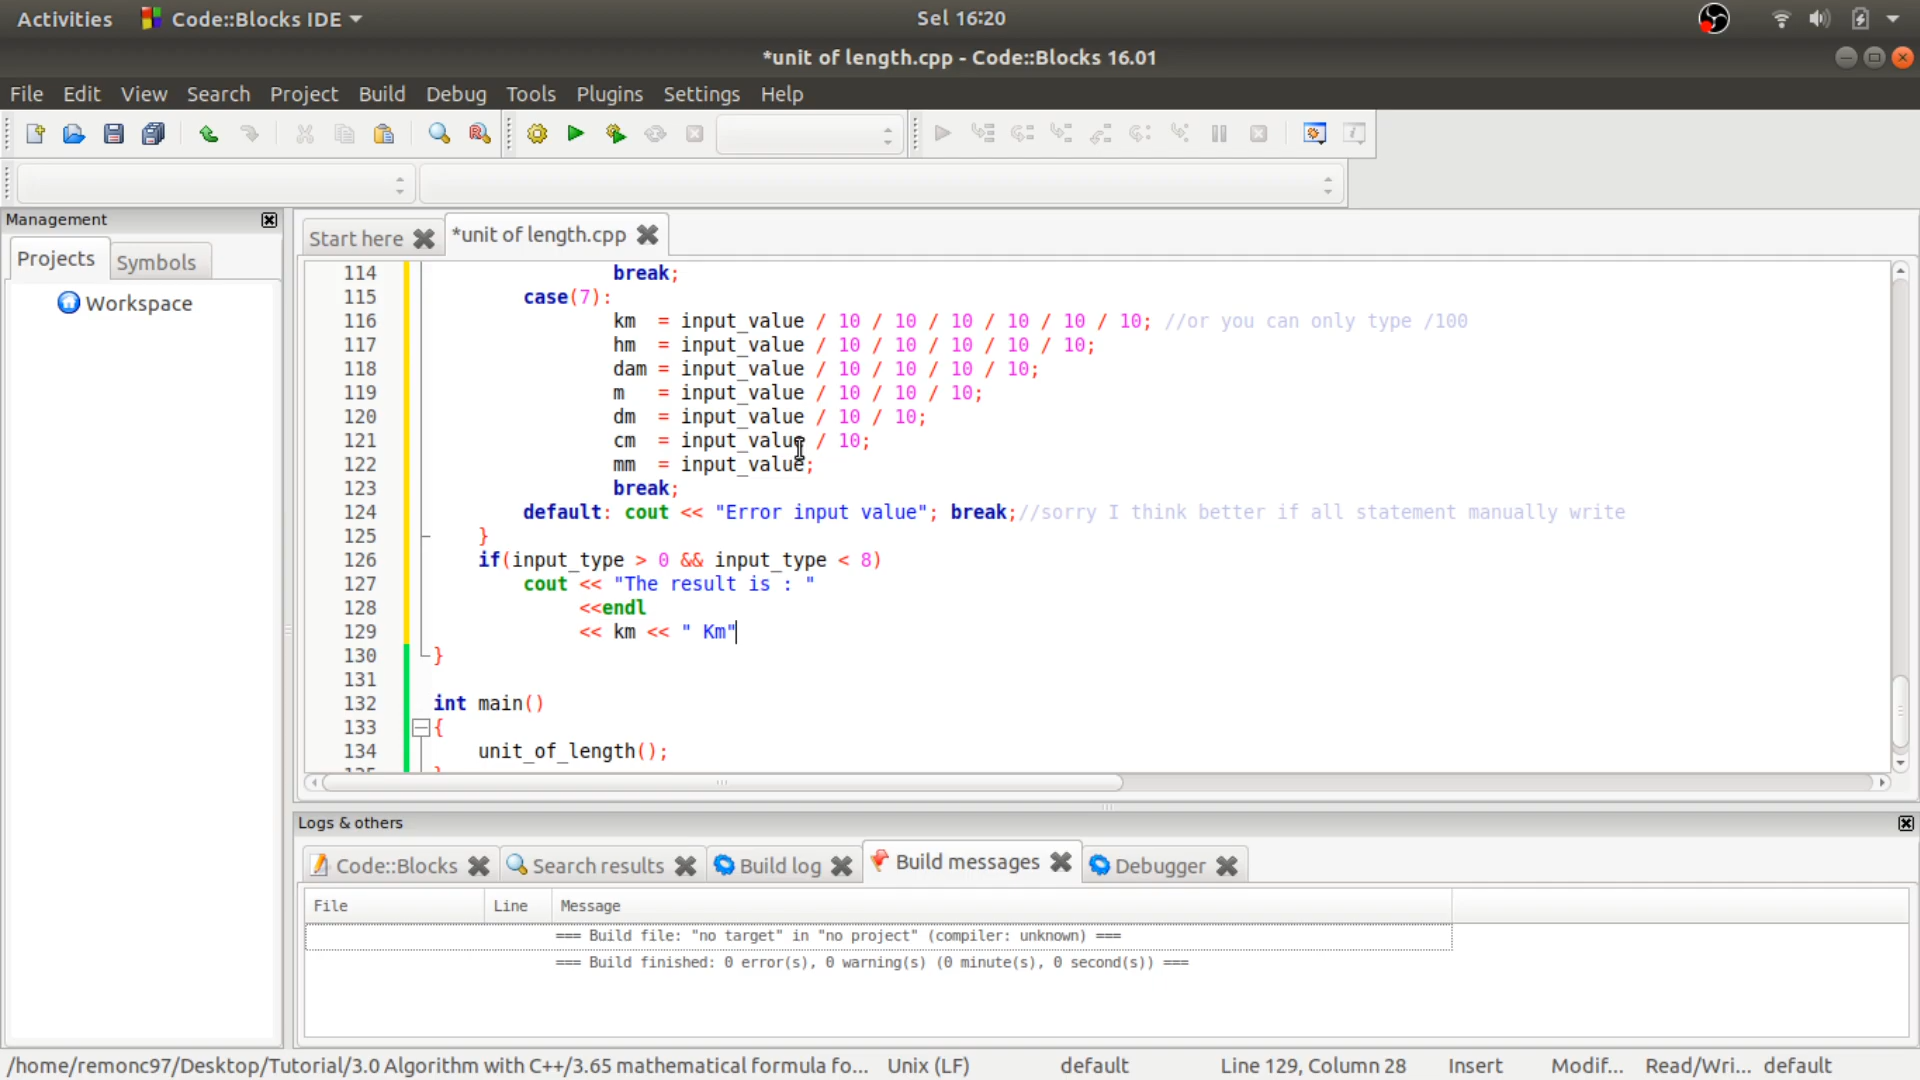 Activities Code::Blocks IDE Sel 16:20
*unit of length.cpp - Code::Blocks 16.01
File Edit View Search Project Build Debug Tools Plugins Settings Help
Management
Projects Symbols
Workspace
Start here *unit of length.cpp
114 break;
115 case(7):
116 km = input_value / 10 / 10 / 10 / 10 / 10 / 10; //or you can only type /100
117 hm = input_value / 10 / 10 / 10 / 10 / 10;
118 dam = input_value / 10 / 10 / 10 / 10;
119 m = input_value / 10 / 10 / 10;
120 dm = input_value / 10 / 10;
121 cm = input_value / 10;
122 mm = input_value;
123 break;
124 default: cout << "Error input value"; break;//sorry I think better if all statement manually write
125 }
126 if(input_type > 0 && input_type < 8)
127 cout << "The result is : "
128 <<endl
129 << km << " Km"
130 }
131
132 int main()
133 {
134 unit_of_length();
Logs & others
Code::Blocks Search results Build log Build messages Debugger
File Line Message
=== Build file: "no target" in "no project" (compiler: unknown) ===
=== Build finished: 0 error(s), 0 warning(s) (0 minute(s), 0 second(s)) ===
/home/remonc97/Desktop/Tutorial/3.0 Algorithm with C++/3.65 mathematical formula fo... Unix (LF) default Line 129, Column 28 Insert Modif... Read/Wri... default